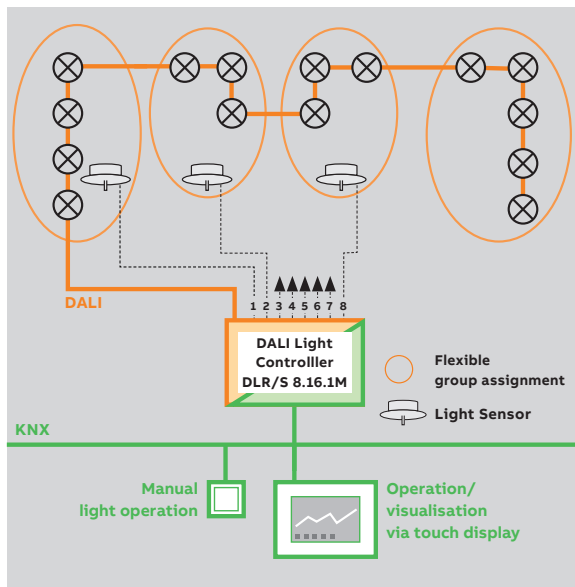 DALI
1 2 3 4 5 6 7 8
DALI Light
Controlller
DLR/S 8.16.1M
Flexible
group assignment
Light Sensor
KNX
Manual
light operation
Operation/
visualisation
via touch display